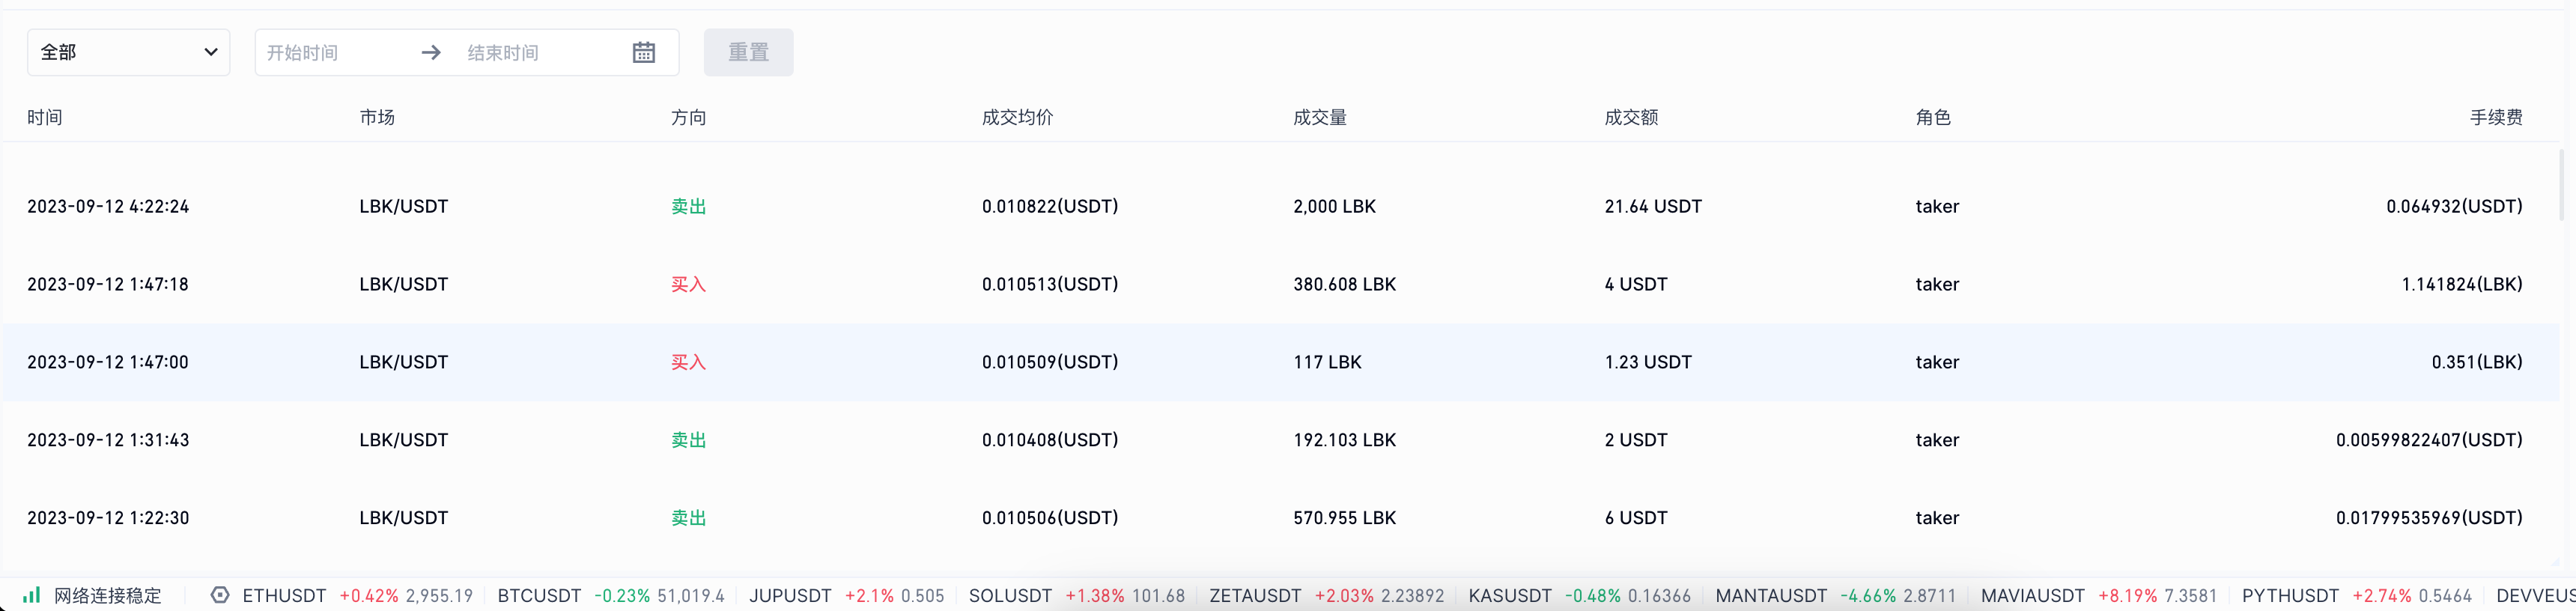 全部 开始时间 → 结束时间 重置
时间 市场 方向 成交均价 成交量 成交额 角色 手续费
2023-09-12 4:22:24 LBK/USDT 卖出 0.010822(USDT) 2,000 LBK 21.64 USDT taker 0.064932(USDT)
2023-09-12 1:47:18 LBK/USDT 买入 0.010513(USDT) 380.608 LBK 4 USDT taker 1.141824(LBK)
2023-09-12 1:47:00 LBK/USDT 买入 0.010509(USDT) 117 LBK 1.23 USDT taker 0.351(LBK)
2023-09-12 1:31:43 LBK/USDT 卖出 0.010408(USDT) 192.103 LBK 2 USDT taker 0.00599822407(USDT)
2023-09-12 1:22:30 LBK/USDT 卖出 0.010506(USDT) 570.955 LBK 6 USDT taker 0.01799535969(USDT)
网络连接稳定 ETHUSDT +0.42% 2,955.19 BTCUSDT -0.23% 51,019.4 JUPUSDT +2.1% 0.505 SOLUSDT +1.38% 101.68 ZETAUSDT +2.03% 2.23892 KASUSDT -0.48% 0.16366 MANTAUSDT -4.66% 2.8711 MAVIAUSDT +8.19% 7.3581 PYTHUSDT +2.74% 0.5464 DEVVEUS